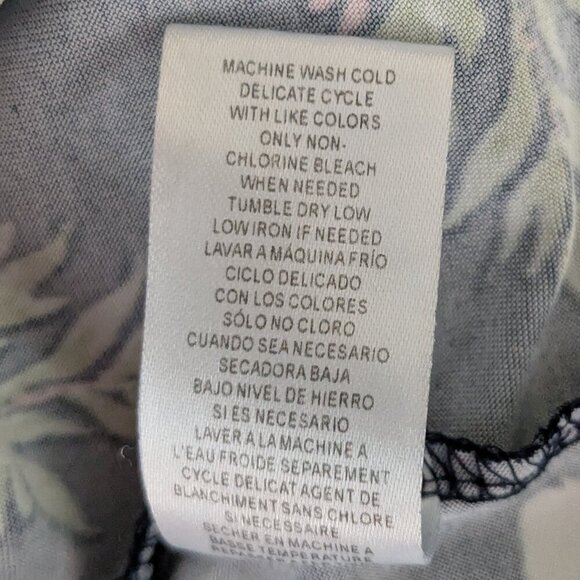 MACHINE WASH COLD
DELICATE CYCLE
WITH LIKE COLORS
ONLY NON-
CHLORINE BLEACH
WHEN NEEDED
TUMBLE DRY LOW
LOW IRON IF NEEDED
LAVAR A MÁQUINA FRÍO
CICLO DELICADO
CON LOS COLORES
SÓLO NO CLORO
CUANDO SEA NECESARIO
SECADORA BAJA
BAJO NIVEL DE HIERRO
SI ES NECESARIO
LAVER A LA MACHINE A
L'EAU FROIDE SÉPAREMENT
CYCLE DELICAT AGENT DE
BLANCHIMENT SANS CHLORE
SI NECESSAIRE
SECHER EN MACHINE A
BASSE TEMPERATURE